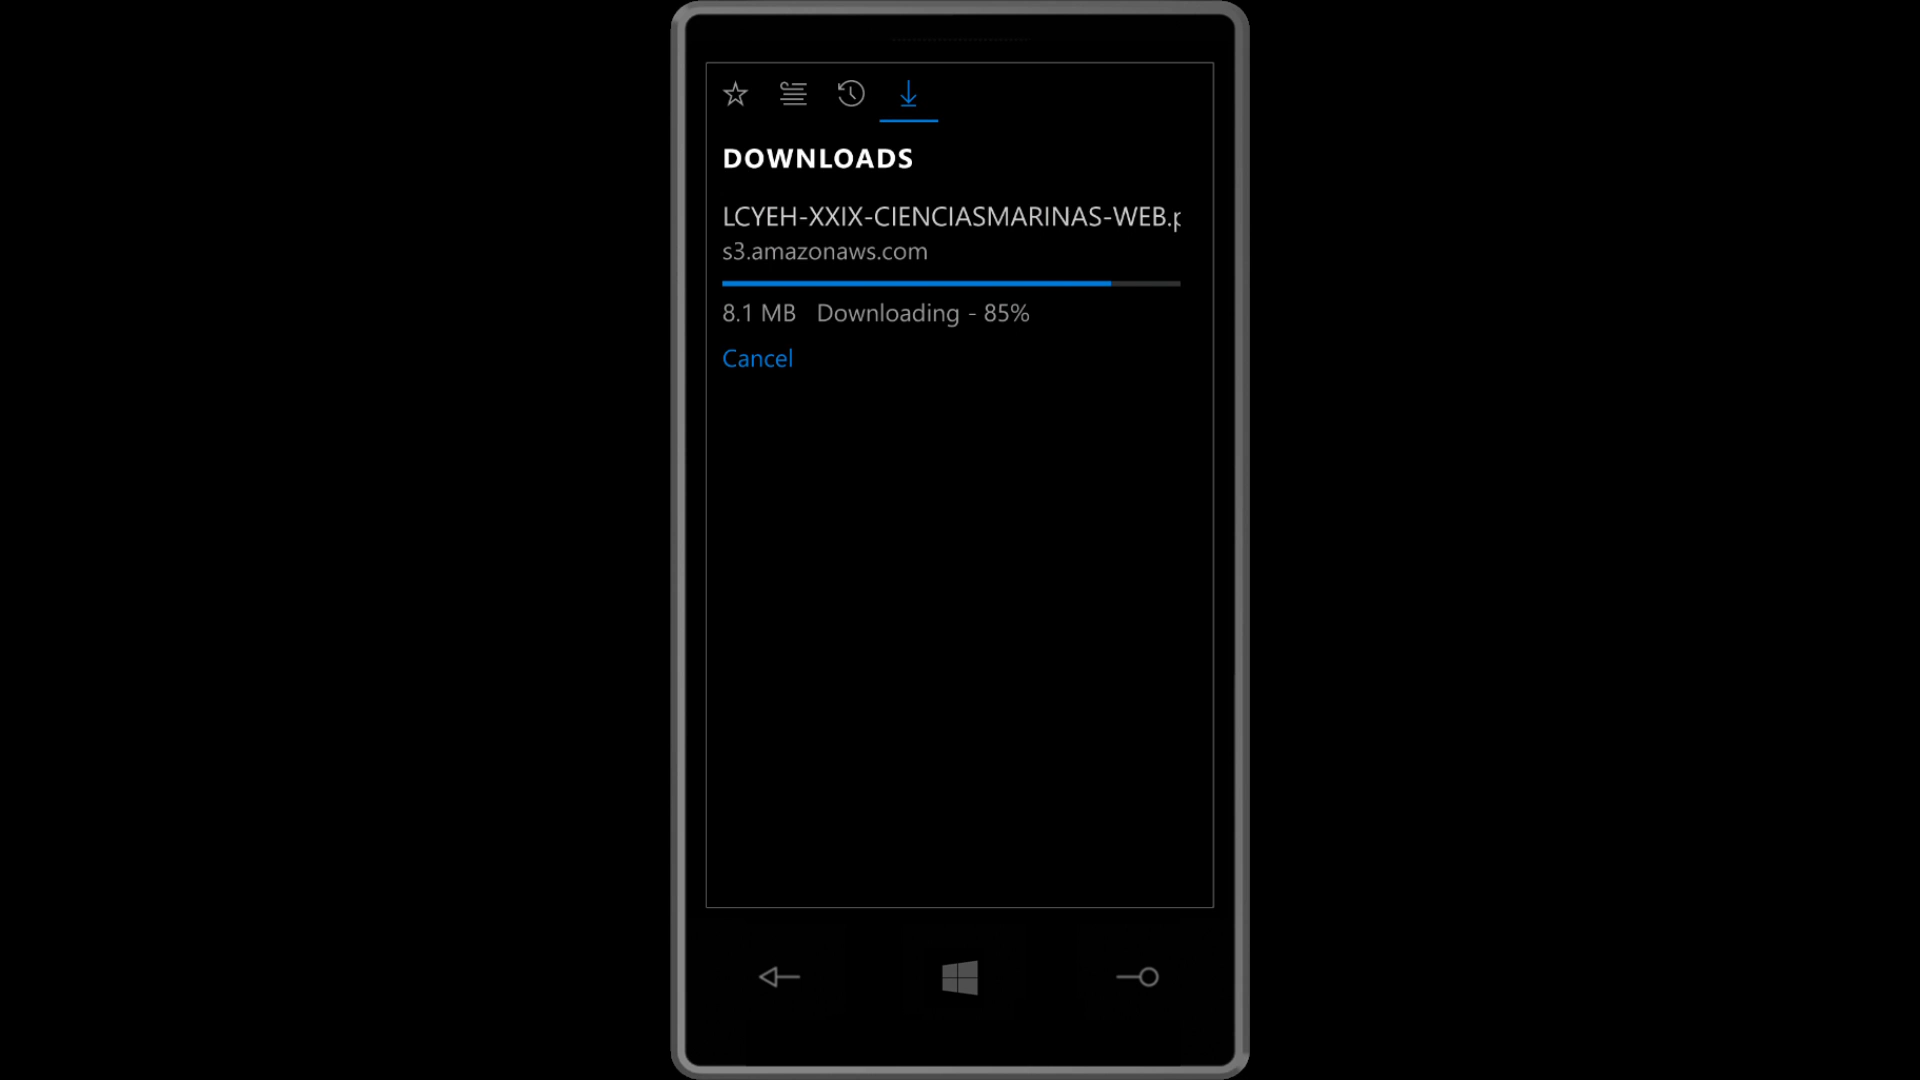 DOWNLOADS
LCYEH-XXIX-CIENCIASMARINAS-WEB.p
s3.amazonaws.com
8.1 MB Downloading - 85%
Cancel